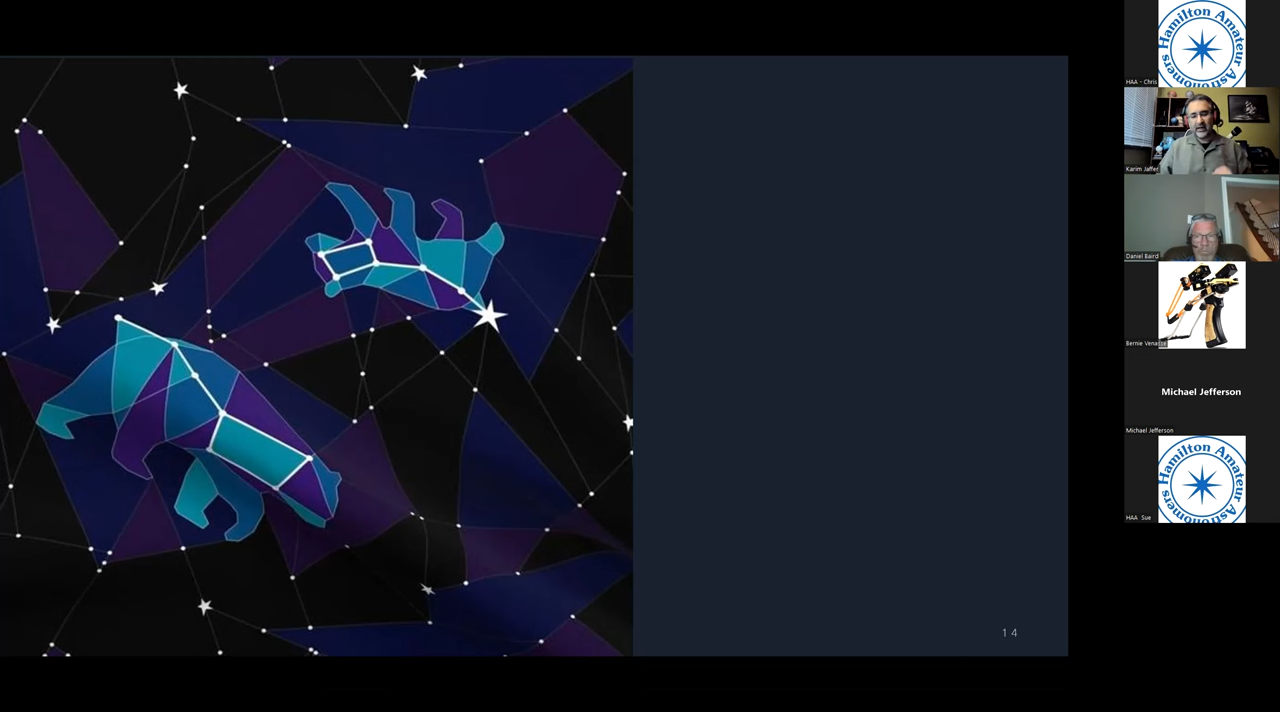 14
Hamilton Amateur Astronomers
HAA - Chris
Karim Jaffer
Daniel Baird
Bernie Venasse
Michael Jefferson
Michael Jefferson
Hamilton Amateur Astronomers
HAA Sue